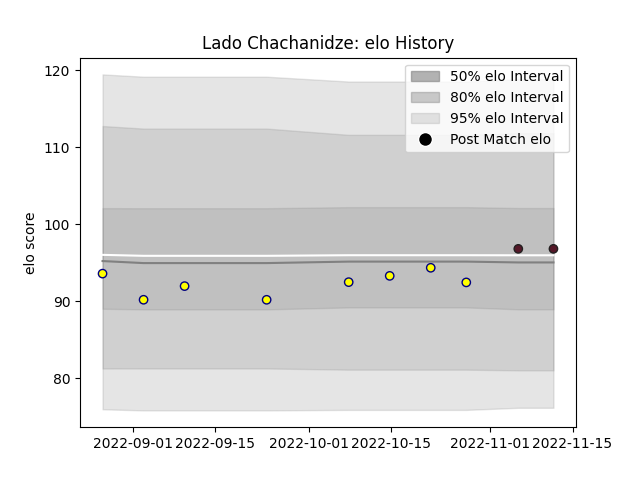 Lado Chachanidze: elo History
120
110
100
90
80
elo score
50% elo Interval
80% elo Interval
95% elo Interval
Post Match elo
2022-09-01
2022-09-15
2022-10-01
2022-10-15
2022-11-01
2022-11-15